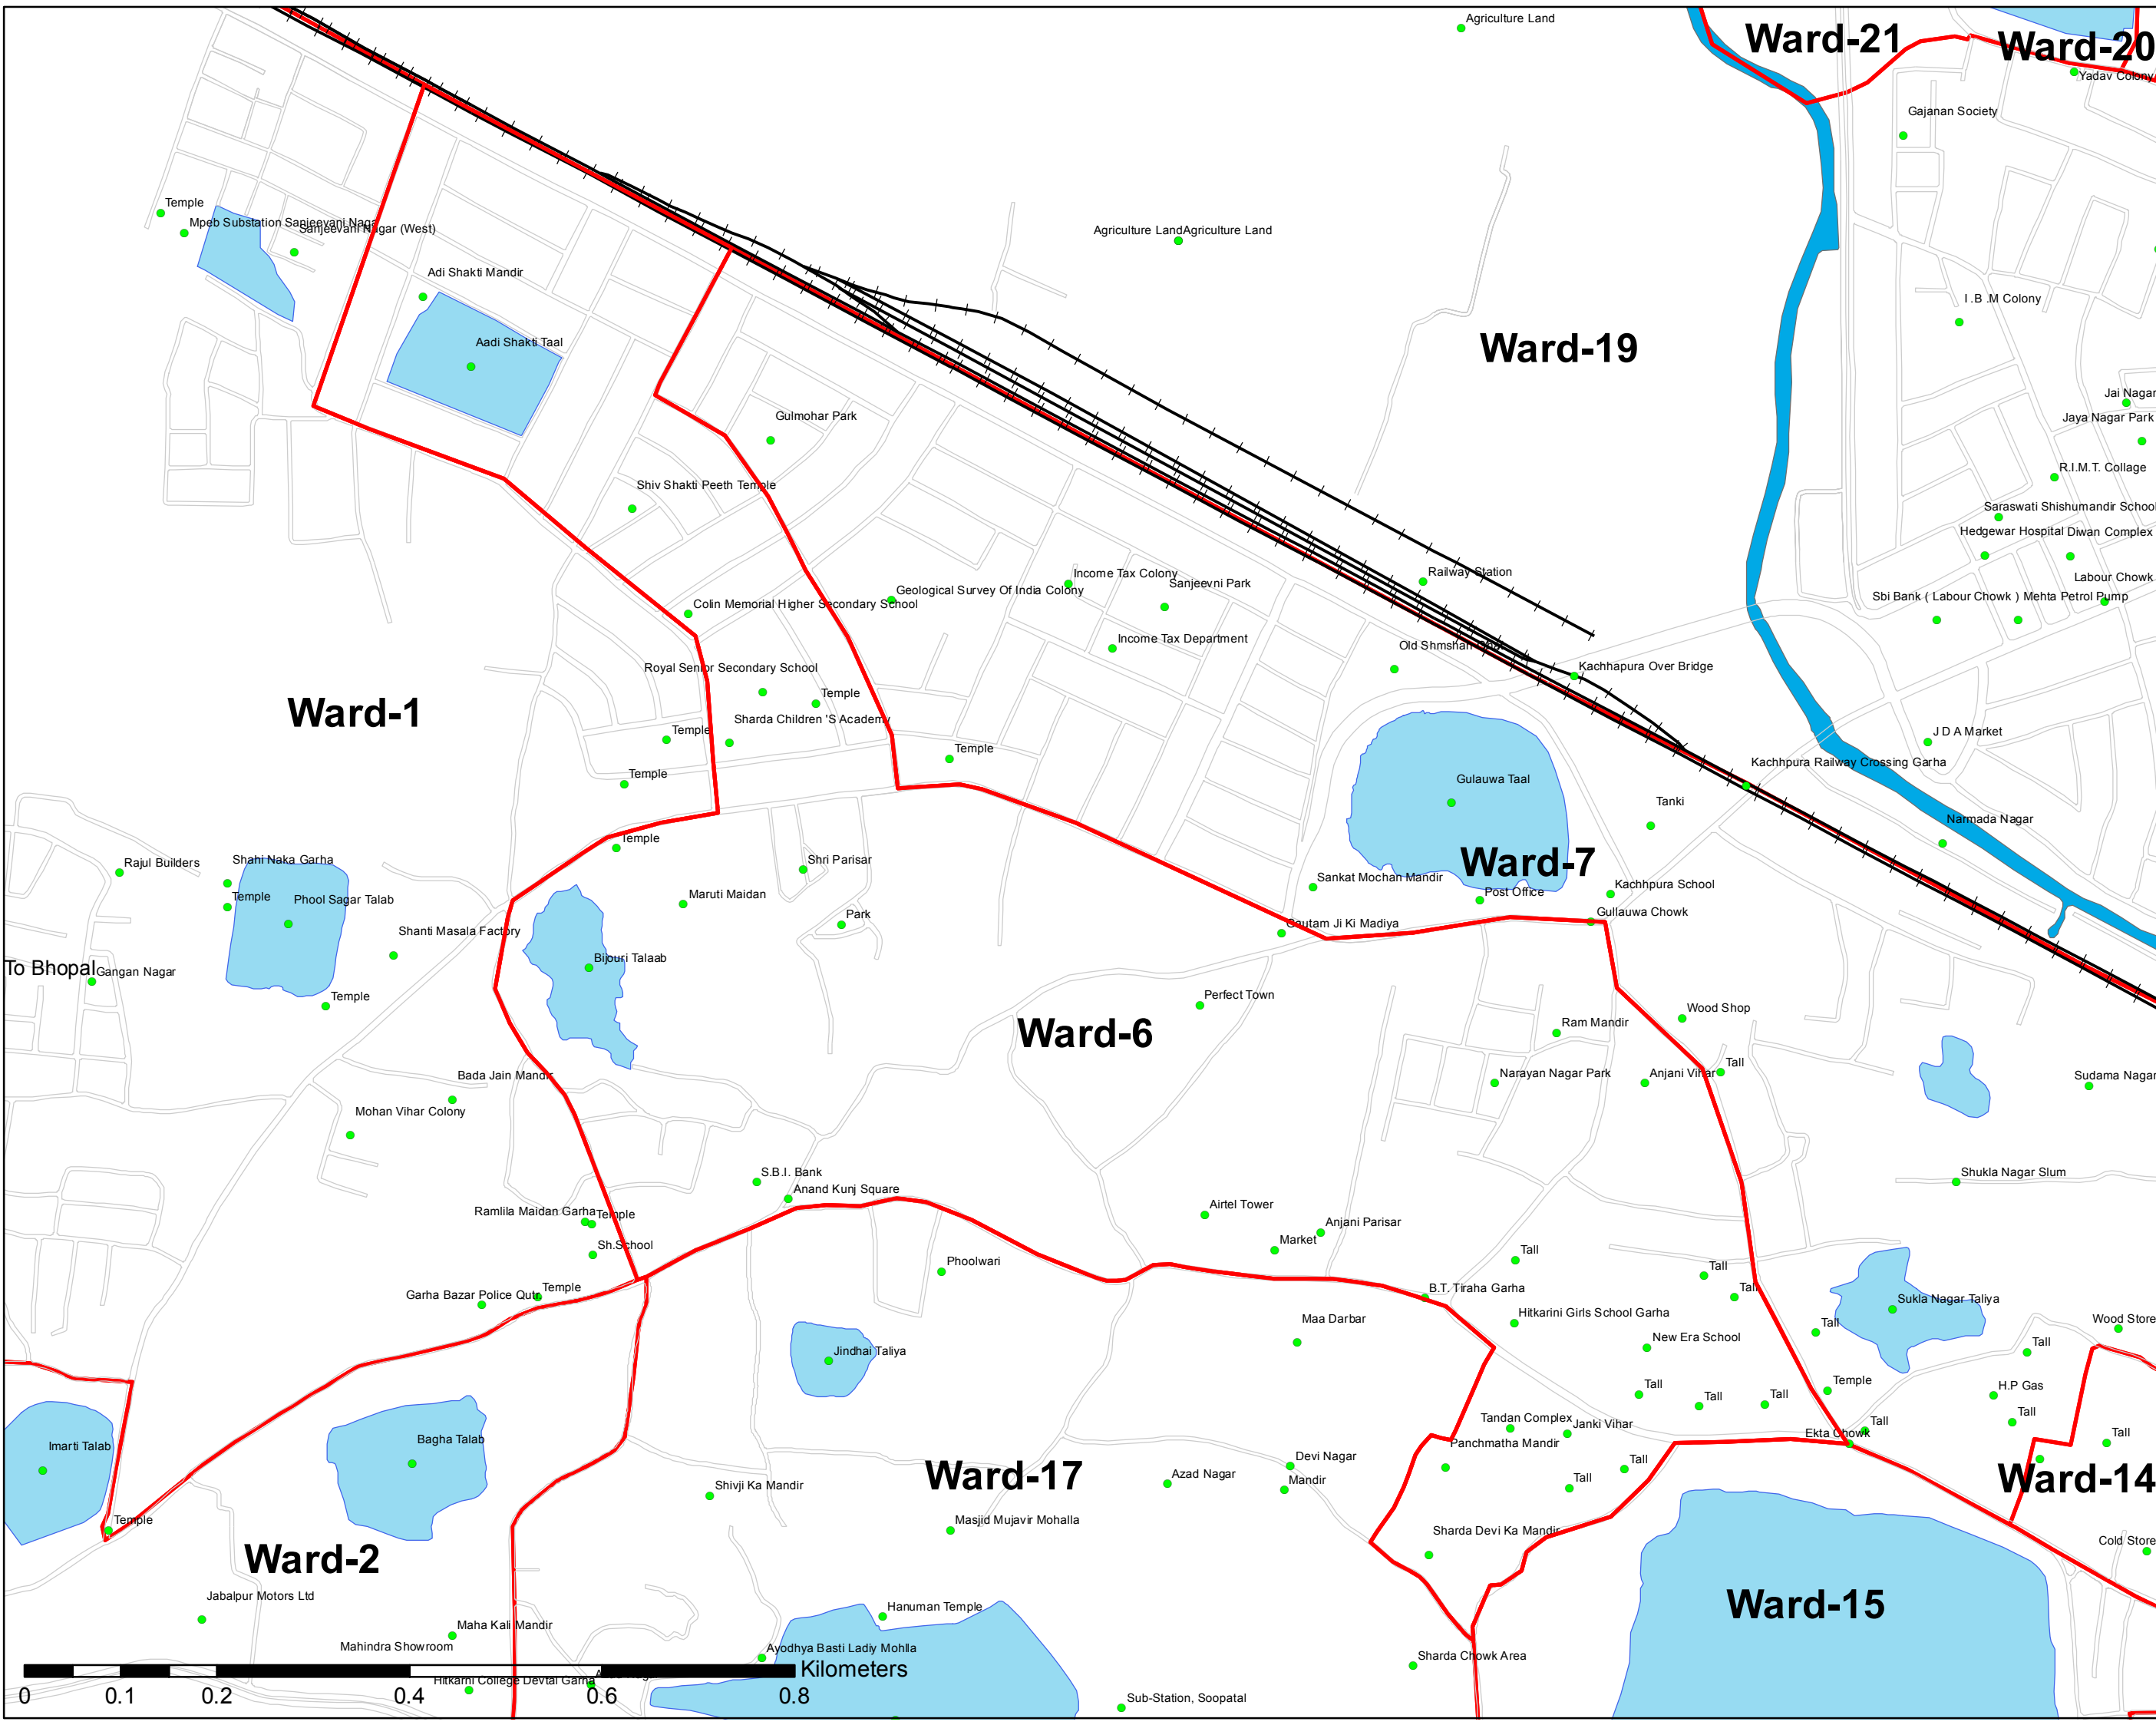 Agriculture Land
Ward-21
Ward-20
Yadav Colony
Gajanan Society
Temple
Mpeb Substation Sanjeevani Naga
Sanjeevani Nagar (West)
Agriculture LandAgriculture Land
Adi Shakti Mandir
I .B .M Colony
Aadi Shakti Taal
Ward-19
Jai Nagar
Gulmohar Park
Jaya Nagar Park
R.I.M.T. Collage
Shiv Shakti Peeth Temple
Saraswati Shishumandir School
Hedgewar Hospital
Diwan Complex
Income Tax Colony
Railway Station
Sanjeevni Park
Labour Chowk
Geological Survey Of India Colony
Sbi Bank ( Labour Chowk )
Mehta Petrol Pump
Colin Memorial Higher Secondary School
Income Tax Department
Old Shmshan Ghat
Royal Senior Secondary School
Kachhapura Over Bridge
Temple
Ward-1
Sharda Children 'S Academy
Temple
J D A Market
Temple
Kachhpura Railway Crossing Garha
Temple
Gulauwa Taal
Tanki
Narmada Nagar
Temple
Shahi Naka Garha
Rajul Builders
Shri Parisar
Ward-7
Sankat Mochan Mandir
Kachhpura School
Temple
Phool Sagar Talab
Maruti Maidan
Post Office
Park
Gullauwa Chowk
Gautam Ji Ki Madiya
Shanti Masala Factory
Bijouri Talaab
To Bhopal
Gangan Nagar
Temple
Perfect Town
Wood Shop
Ram Mandir
Ward-6
Tall
Bada Jain Mandir
Narayan Nagar Park
Anjani Vihar
Sudama Nagar
Mohan Vihar Colony
S.B.I. Bank
Shukla Nagar Slum
Anand Kunj Square
Airtel Tower
Ramlila Maidan Garha
Temple
Anjani Parisar
Market
Sh.School
Tall
Phoolwari
Tall
Temple
Garha Bazar Police Qutr.
B.T. Tiraha Garha
Tall
Sukla Nagar Taliya
Hitkarini Girls School Garha
Maa Darbar
Wood Store
Tall
New Era School
Jindhai Taliya
Tall
Temple
H.P Gas
Tall
Tall
Tall
Tandan Complex
Janki Vihar
Tall
Tall
Tall
Ekta Chowk
Bagha Talab
Imarti Talab
Panchmatha Mandir
Devi Nagar
Tall
Ward-17
Azad Nagar
Mandir
Tall
Ward-14
Shivji Ka Mandir
Temple
Masjid Mujavir Mohalla
Sharda Devi Ka Mandir
Cold Store
Ward-2
Jabalpur Motors Ltd
Ward-15
Hanuman Temple
Maha Kali Mandir
Mahindra Showroom
Ayodhya Basti Ladiy Mohlla
Sharda Chowk Area
Kilometers
Hitkarni College Devtal Garha
0 0.1 0.2 0.4 0.6 0.8
Sub-Station, Soopatal